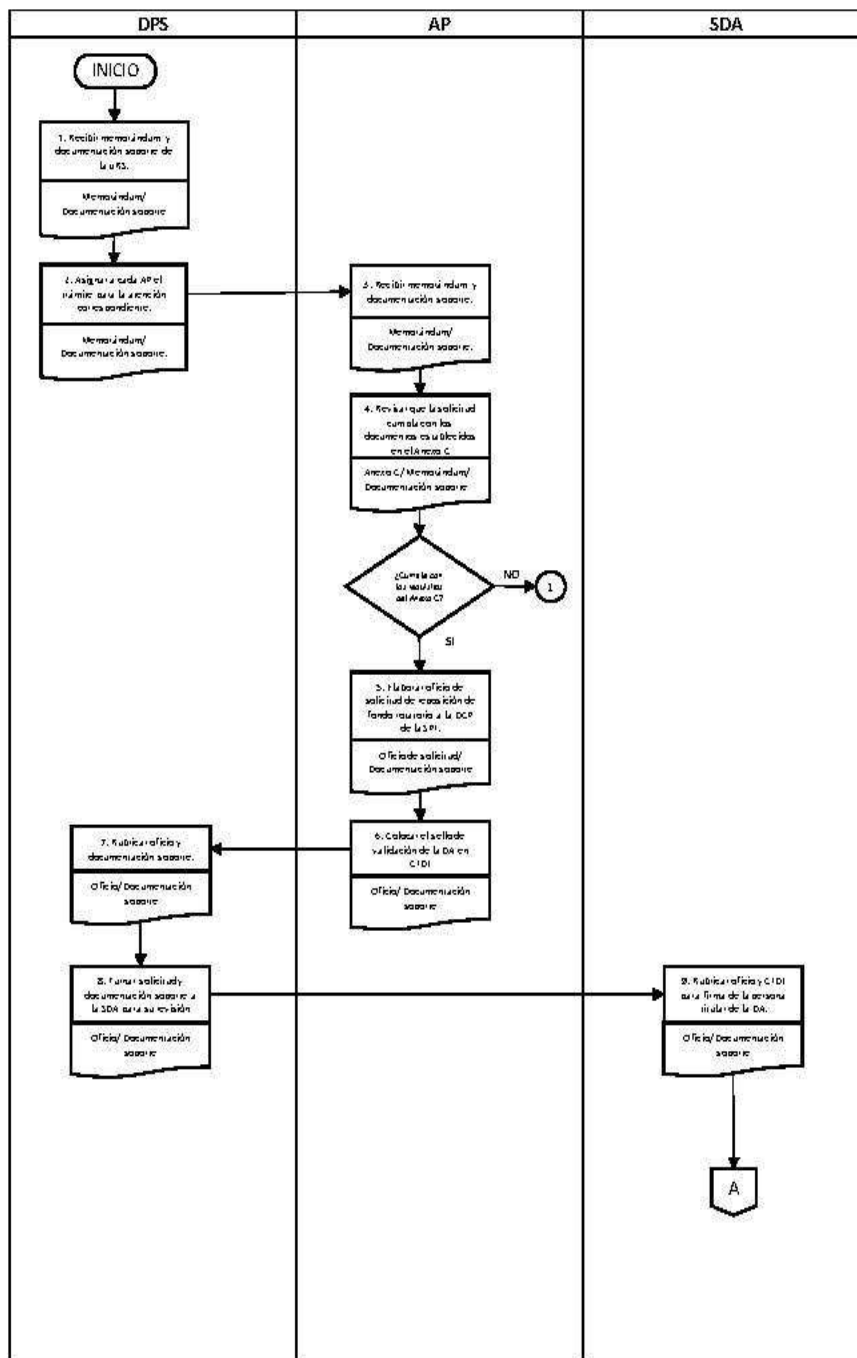 DPS
AP
SDA
INICIO
1. Recibir memorándum y
documentación soporte de
la
Memorándum/
Documentación soporte
2. Asignar a cada AP el
trámite para la atención
correspondiente.
Memorándum/
Documentación soporte.
3. Recibir memorándum y
documentación soporte.
Memorándum/
Documentación soporte.
4. Revisar que la solicitud
cumpla con los
documentos establecidos
en el Anexo C
Anexo C/ Memorándum/
Documentación soporte
¿Cumple con
los requisitos
del Anexo C?
NO
1
SI
5. Elaborar oficio de
solicitud de reposición de
fondo rotatorio a la DCP
de la
Oficio de solicitud/
Documentación soporte
6. Colocar el sello de
validación de la DA en
CFDI
Oficio/ Documentación
soporte
7. Rubricar oficio y
documentación soporte.
Oficio/ Documentación
soporte
8. Turnar solicitud y
documentación soporte a
la SDA para su revisión
Oficio/ Documentación
soporte
9. Rubricar oficio y CFDI
para firma de la persona
titular de la DA.
Oficio/ Documentación
soporte
A